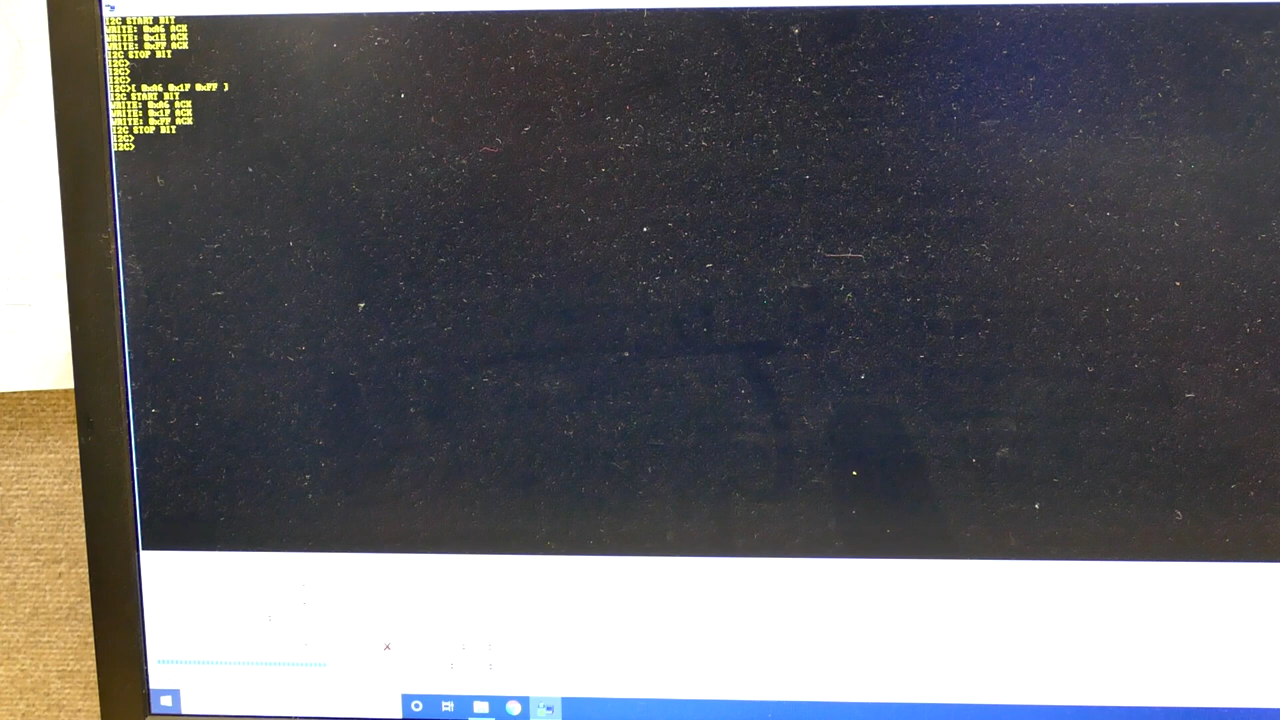 I2C START BIT
WRITE: 0xA6 ACK
WRITE: 0x1E ACK
WRITE: 0xFF ACK
I2C STOP BIT
I2C>
I2C>
I2C>
I2C>[ 0xA6 0x1F 0xFF ]
I2C START BIT
WRITE: 0xA6 ACK
WRITE: 0x1F ACK
WRITE: 0xFF ACK
I2C STOP BIT
I2C>
I2C>